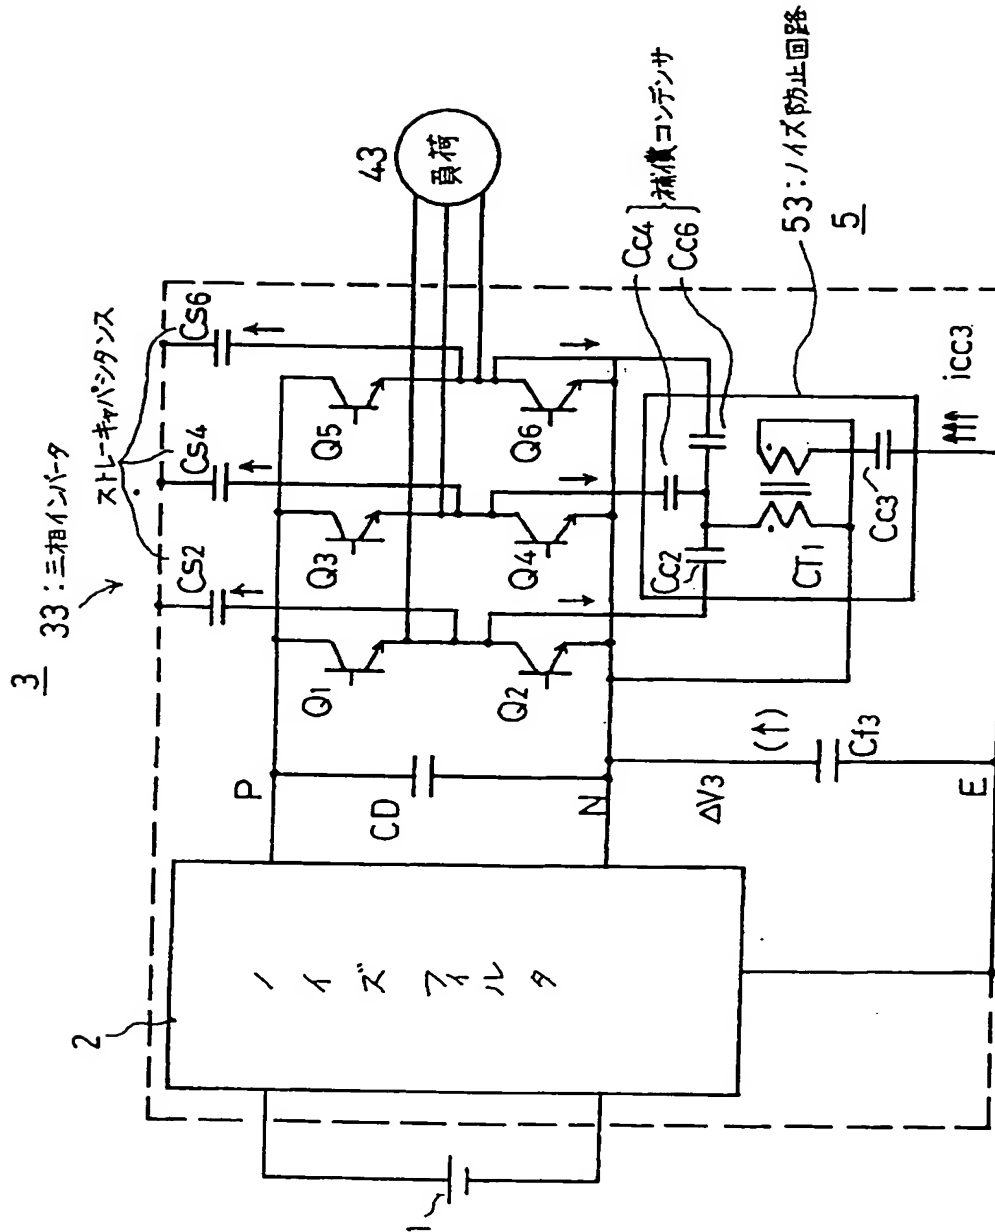 3
33:三相インバータ
ストレーキャパシタンス
Cs2
Cs4
Cs6
43
負荷
P
Q1
Q3
Q5
CD
Q2
Q4
Q6
N
Cc4
Cc6
補償コンデンサ
53:ノイズ防止回路
5
Cc2
CT1
Cc3
icc3
ΔV3
(↑)
Cf3
E
2
ノイズフィルタ
1